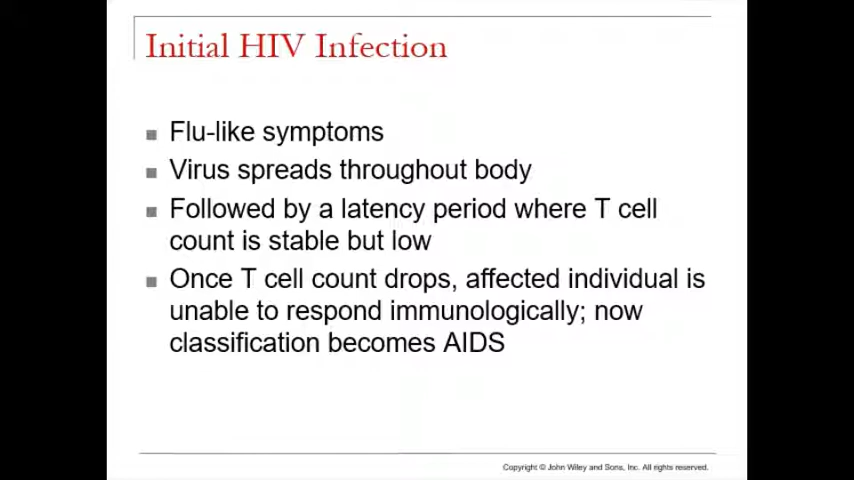 Initial HIV Infection
Flu-like symptoms
Virus spreads throughout body
Followed by a latency period where T cell
count is stable but low
Once T cell count drops, affected individual is
unable to respond immunologically; now
classification becomes AIDS
Copyright © John Wiley and Sons, Inc. All rights reserved.